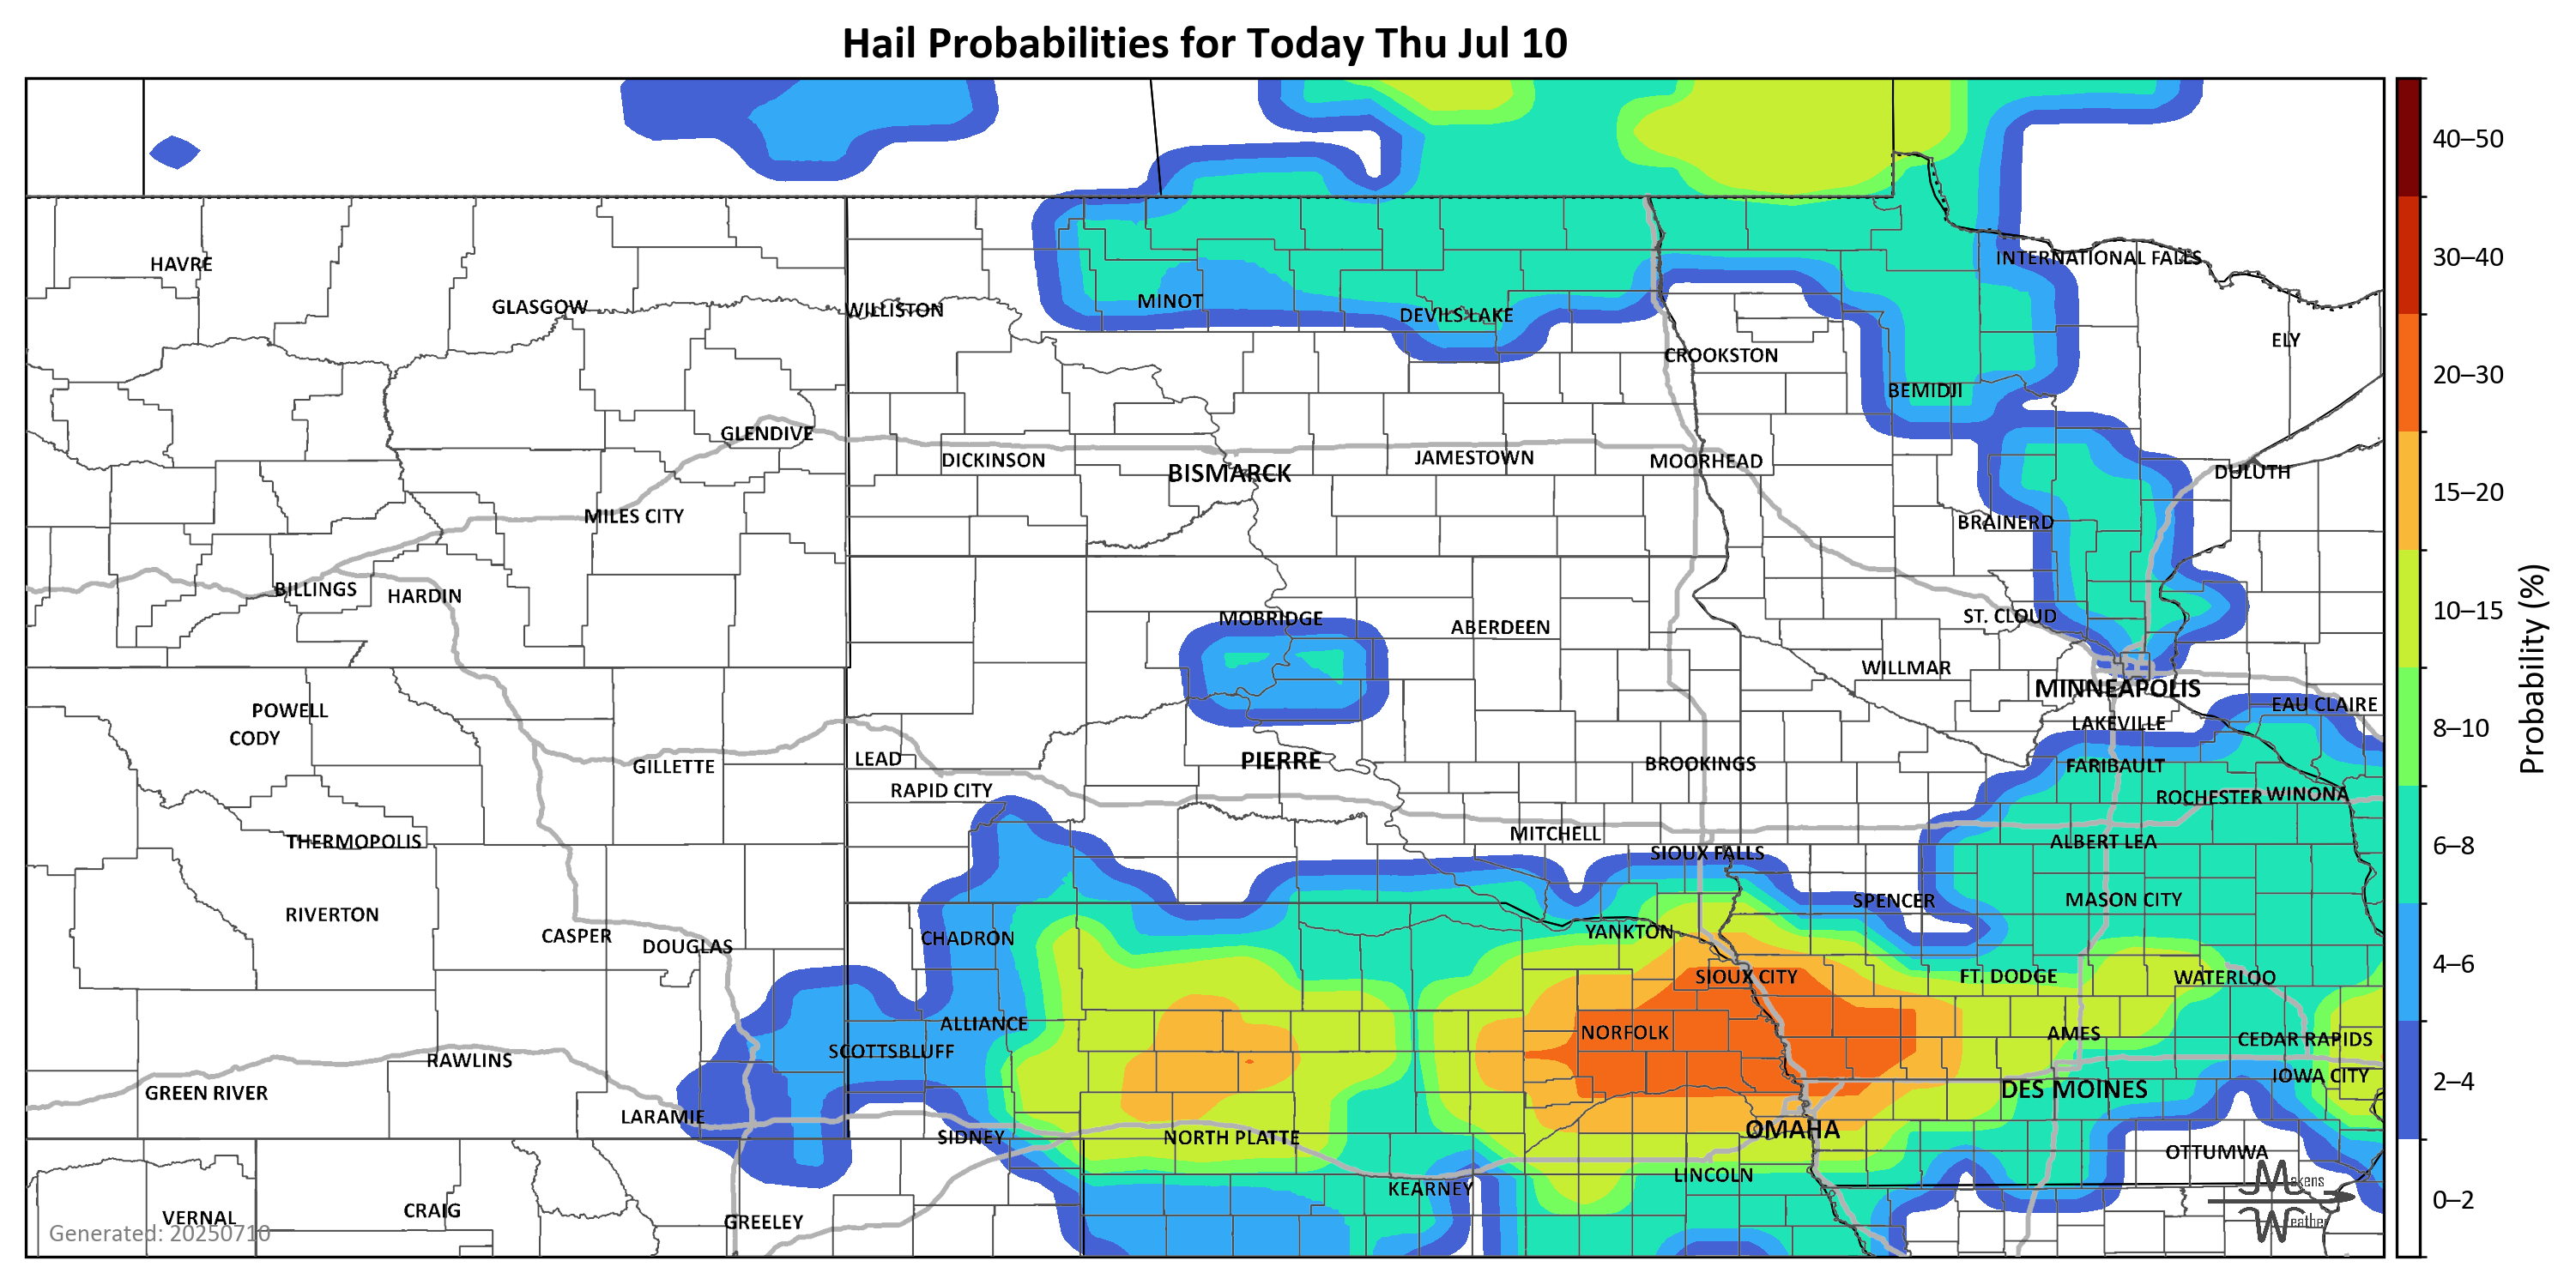 Hail Probabilities for Today Thu Jul 10
HAVRE
GLASGOW
WILLISTON
MINOT
DEVILS LAKE
INTERNATIONAL FALLS
CROOKSTON
ELY
BEMIDJI
GLENDIVE
DICKINSON
BISMARCK
JAMESTOWN
MOORHEAD
DULUTH
MILES CITY
BRAINERD
BILLINGS
HARDIN
MOBRIDGE
ABERDEEN
ST. CLOUD
WILLMAR
MINNEAPOLIS
POWELL
CODY
EAU CLAIRE
LAKEVILLE
GILLETTE
LEAD
PIERRE
BROOKINGS
FARIBAULT
RAPID CITY
ROCHESTER
WINONA
THERMOPOLIS
MITCHELL
ALBERT LEA
SIOUX FALLS
RIVERTON
SPENCER
MASON CITY
CASPER
DOUGLAS
CHADRON
YANKTON
SIOUX CITY
FT. DODGE
WATERLOO
ALLIANCE
NORFOLK
AMES
CEDAR RAPIDS
SCOTTSBLUFF
RAWLINS
GREEN RIVER
DES MOINES
IOWA CITY
LARAMIE
SIDNEY
NORTH PLATTE
OMAHA
OTTUMWA
LINCOLN
KEARNEY
VERNAL
CRAIG
GREELEY
Generated: 20250710
Makens
Weather
40–50
30–40
20–30
15–20
10–15
8–10
6–8
4–6
2–4
0–2
Probability (%)